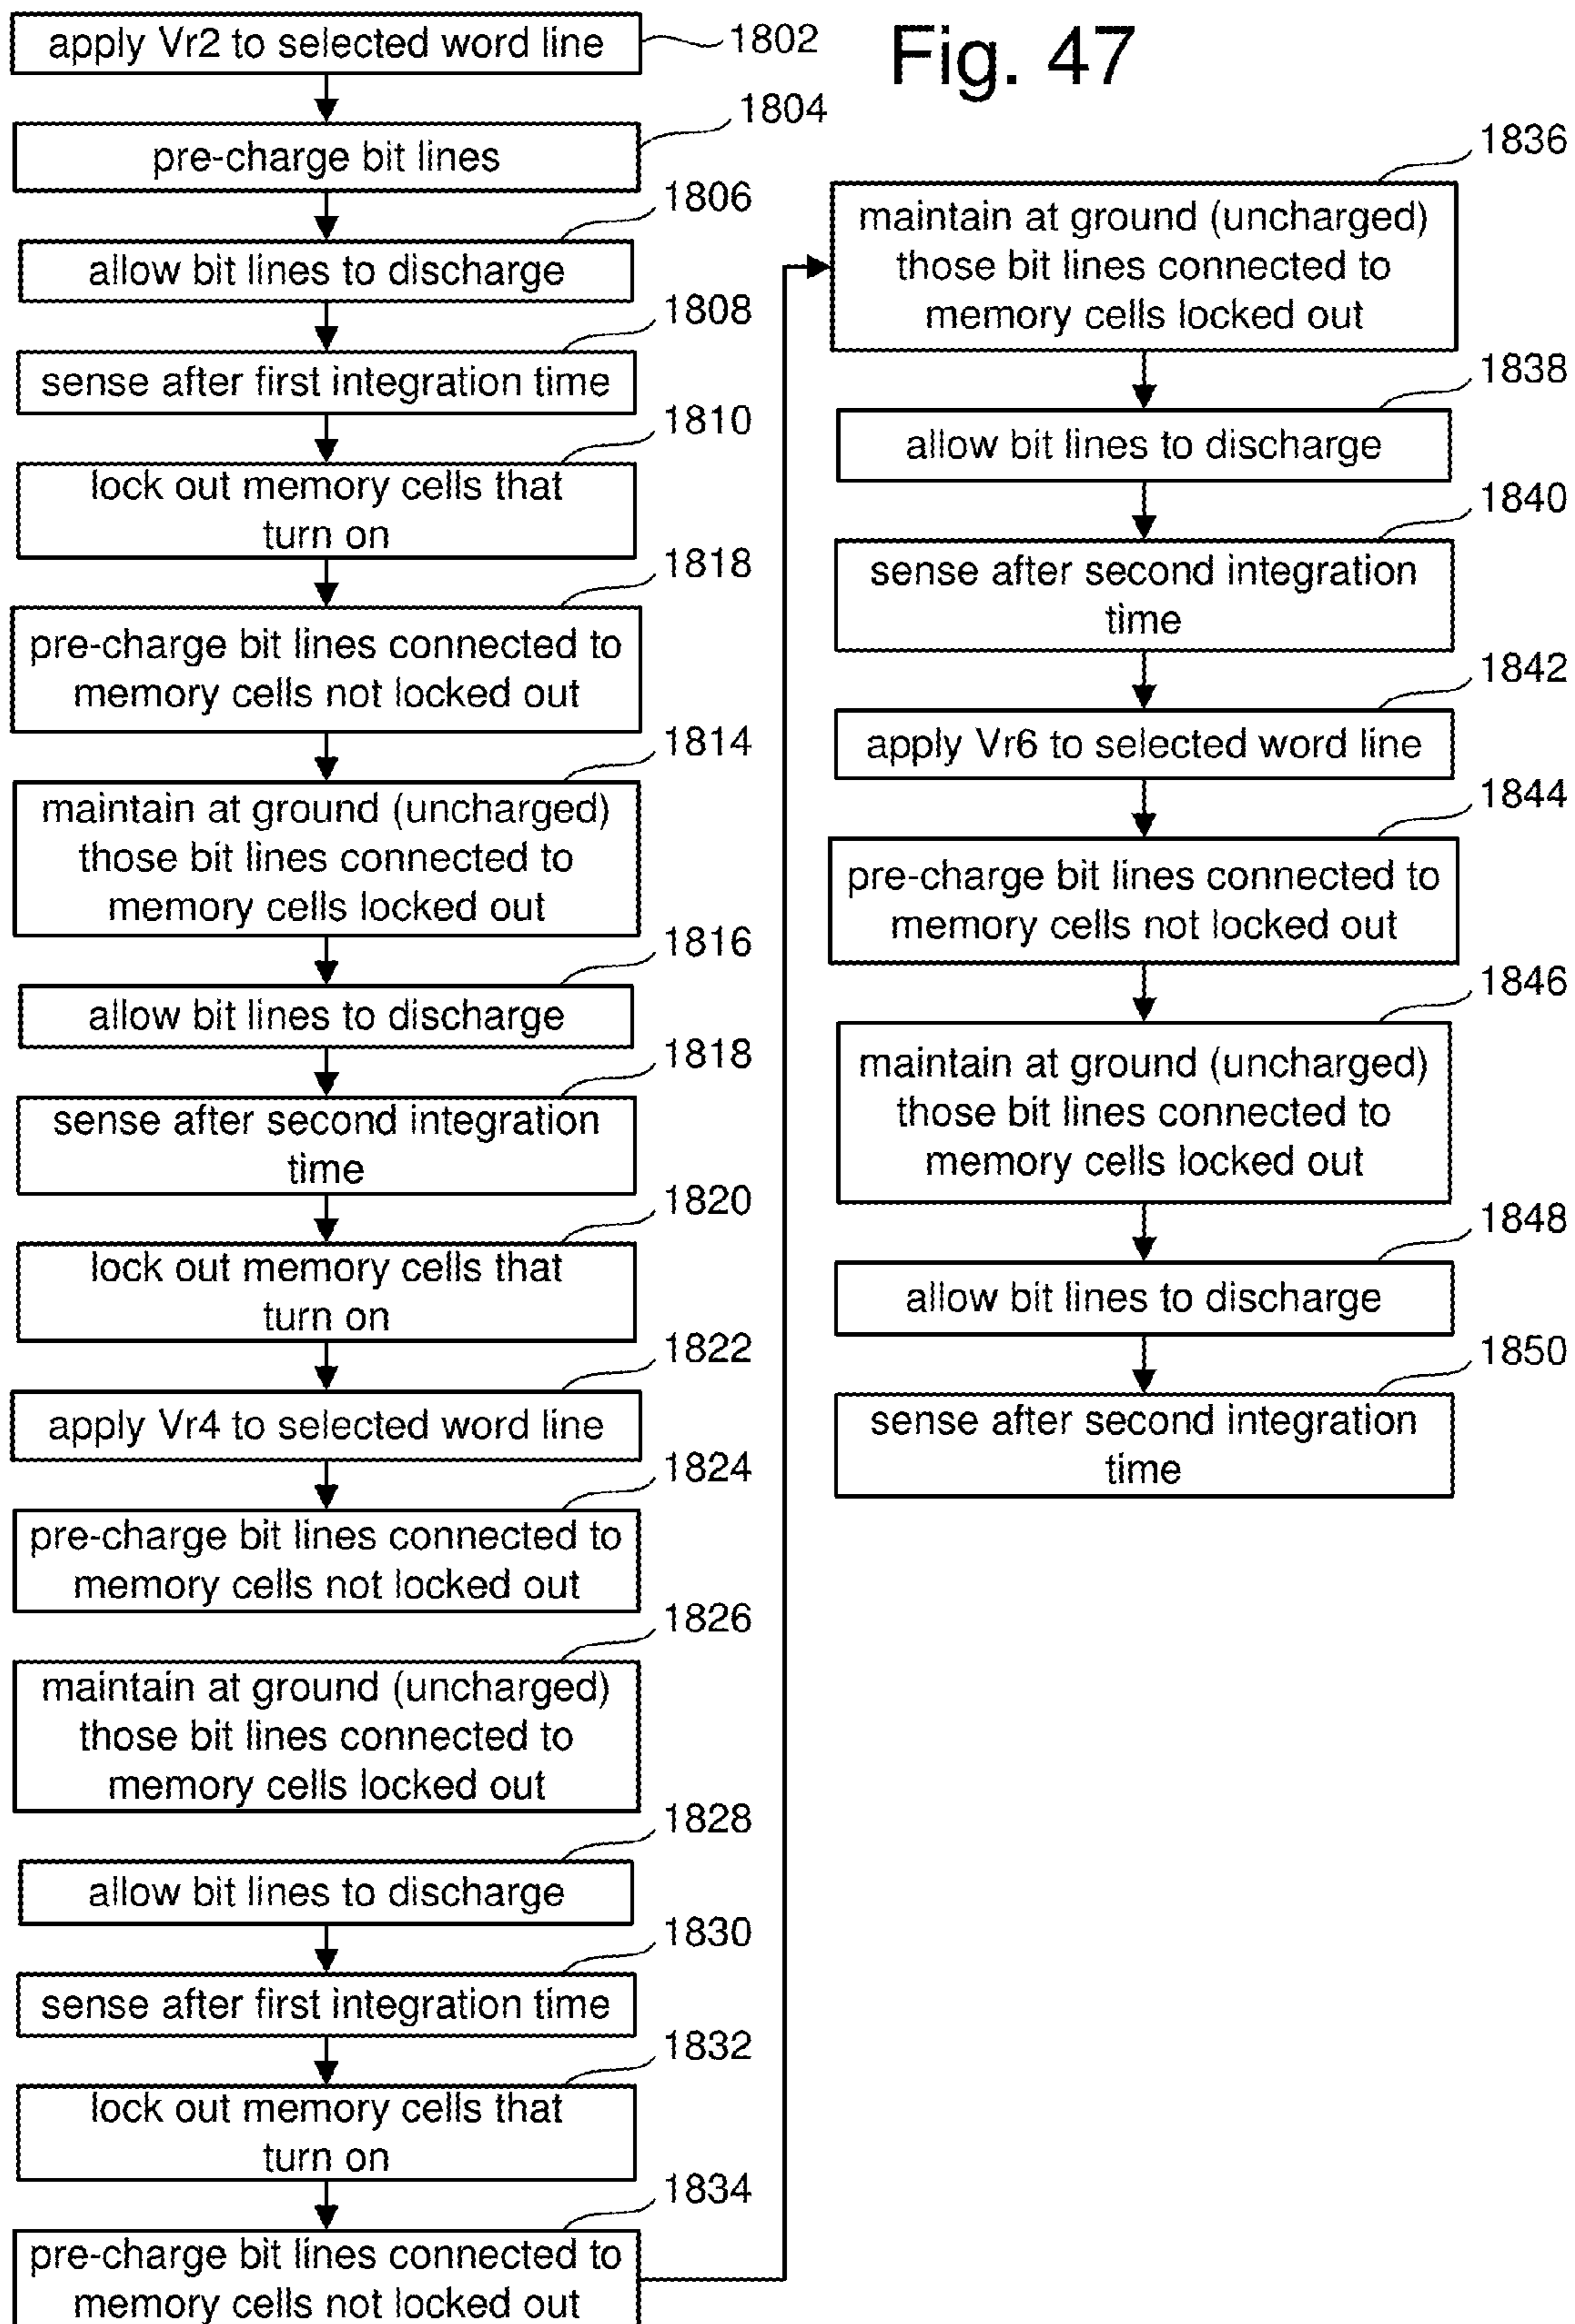 Fig. 47
apply Vr2 to selected word line
1802
pre-charge bit lines
1804
allow bit lines to discharge
1806
sense after first integration time
1808
lock out memory cells that
turn on
1810
pre-charge bit lines connected to
memory cells not locked out
1818
maintain at ground (uncharged)
those bit lines connected to
memory cells locked out
1814
allow bit lines to discharge
1816
sense after second integration
time
1818
lock out memory cells that
turn on
1820
apply Vr4 to selected word line
1822
pre-charge bit lines connected to
memory cells not locked out
1824
maintain at ground (uncharged)
those bit lines connected to
memory cells locked out
1826
allow bit lines to discharge
1828
sense after first integration time
1830
lock out memory cells that
turn on
1832
pre-charge bit lines connected to
memory cells not locked out
1834
maintain at ground (uncharged)
those bit lines connected to
memory cells locked out
1836
allow bit lines to discharge
1838
sense after second integration
time
1840
apply Vr6 to selected word line
1842
pre-charge bit lines connected to
memory cells not locked out
1844
maintain at ground (uncharged)
those bit lines connected to
memory cells locked out
1846
allow bit lines to discharge
1848
sense after second integration
time
1850